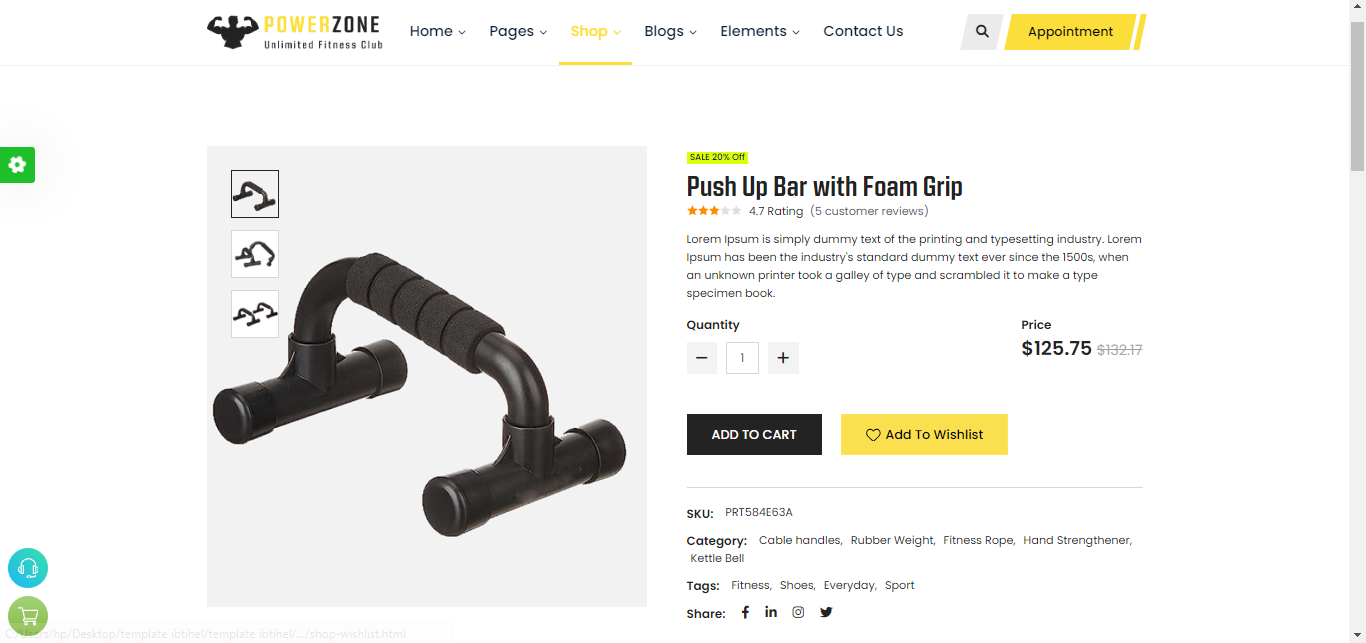 POWERZONE
Unlimited Fitness Club
Home Pages Shop Blogs Elements Contact Us
Appointment
SALE 20% Off
Push Up Bar with Foam Grip
4.7 Rating (5 customer reviews)
Lorem Ipsum is simply dummy text of the printing and typesetting industry. Lorem
Ipsum has been the industry's standard dummy text ever since the 1500s, when
an unknown printer took a galley of type and scrambled it to make a type
specimen book.
Quantity
1
Price
$125.75 $132.17
ADD TO CART
Add To Wishlist
SKU: PRT584E63A
Category: Cable handles, Rubber Weight, Fitness Rope, Hand Strengthener,
Kettle Bell
Tags: Fitness, Shoes, Everyday, Sport
Share:
C:/Users/hp/Desktop/template ibtihel/template ibtihel/.../shop-wishlist.html